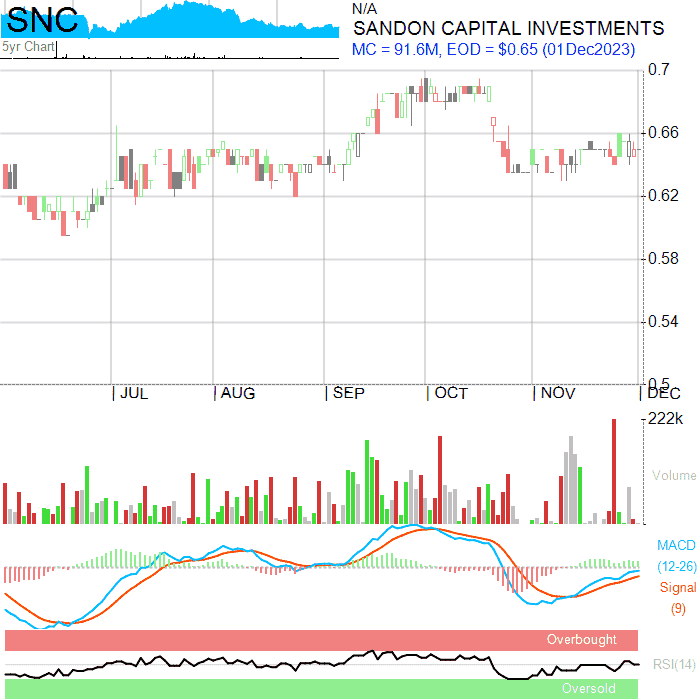 SNC
5yr Chart
N/A
SANDON CAPITAL INVESTMENTS
MC = 91.6M, EOD = $0.65 (01Dec2023)
0.7
0.66
0.62
0.58
0.54
0.5
JUL AUG SEP OCT NOV DEC
222k
Volume
MACD
(12-26)
Signal
(9)
Overbought
RSI(14)
Oversold